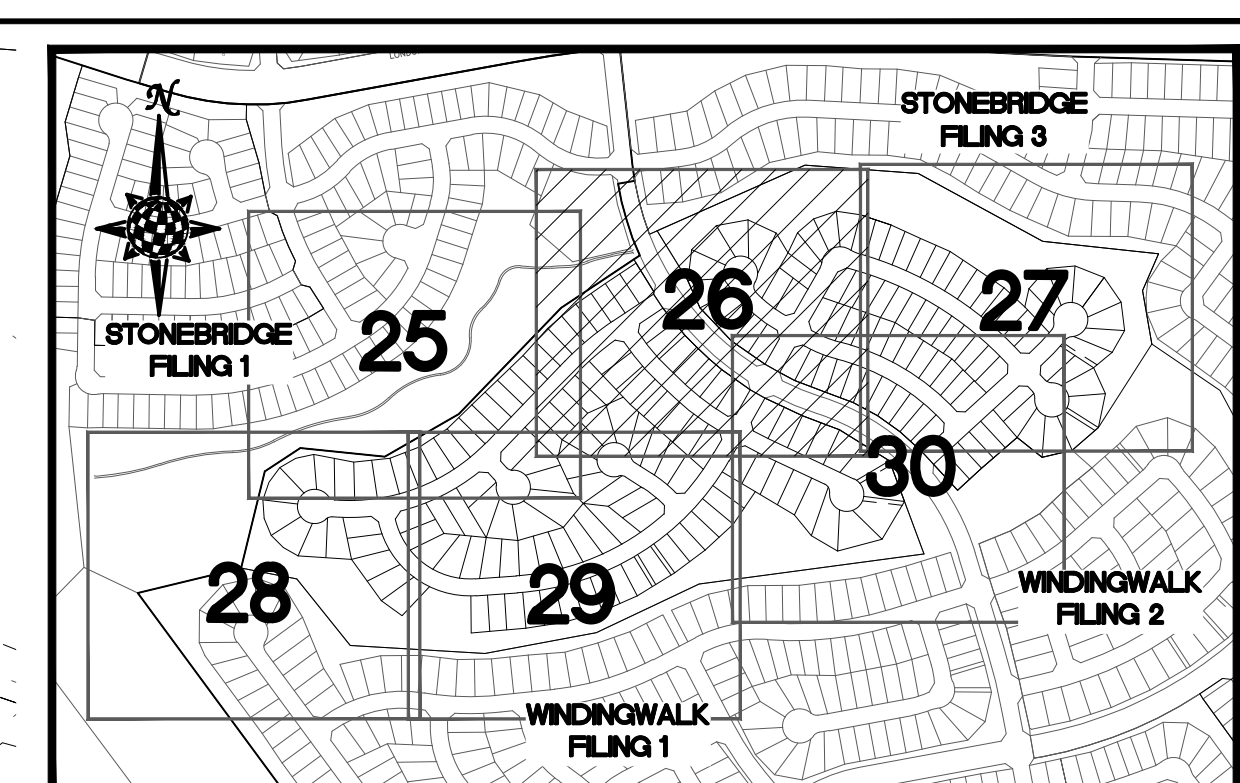 N
STONEBRIDGE
FILING 3
26
27
STONEBRIDGE
FILING 1
25
30
28
29
WINDINGWALK
FILING 2
WINDINGWALK
FILING 1